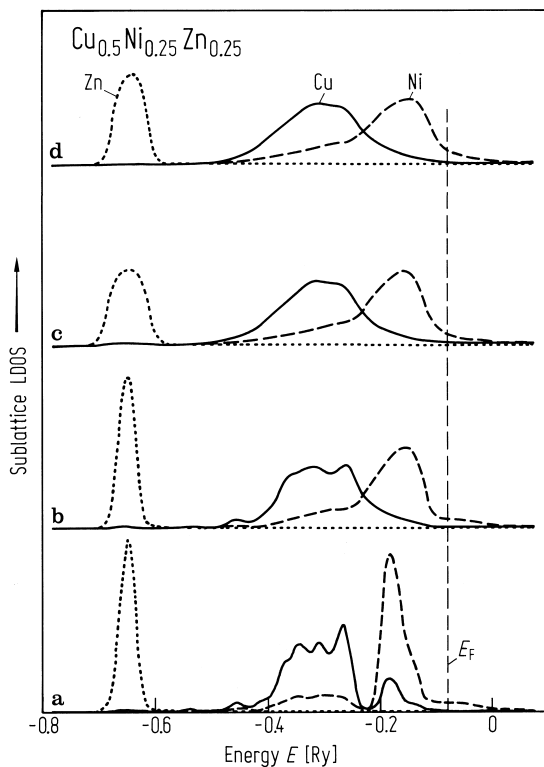 Cu0.5Ni0.25Zn0.25
Zn
Cu
Ni
d
c
b
a
EF
Sublattice LDOS
-0.8 -0.6 -0.4 -0.2 0
Energy E [Ry]